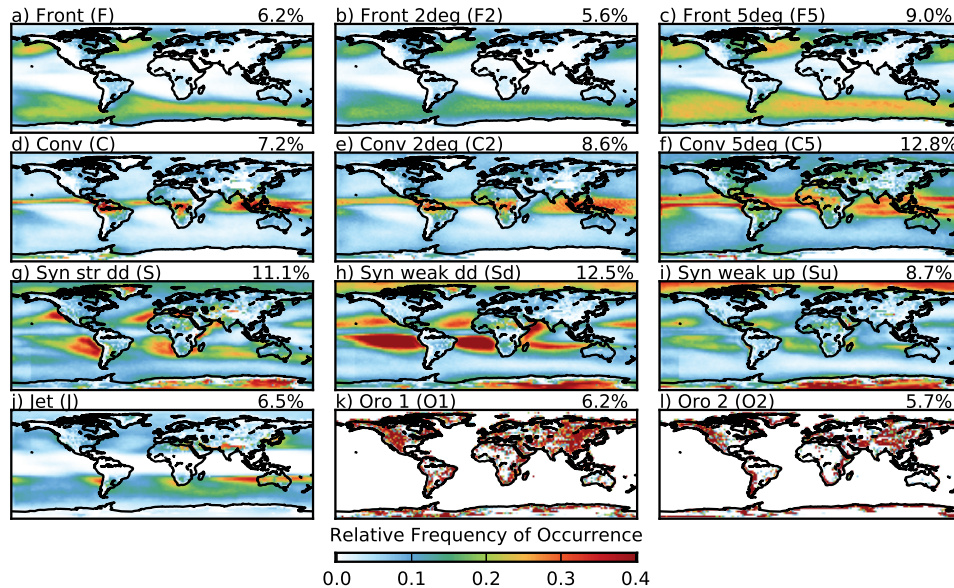 a) Front (F) 6.2%
b) Front 2deg (F2) 5.6%
c) Front 5deg (F5) 9.0%
d) Conv (C) 7.2%
e) Conv 2deg (C2) 8.6%
f) Conv 5deg (C5) 12.8%
g) Syn str dd (S) 11.1%
h) Syn weak dd (Sd) 12.5%
i) Syn weak up (Su) 8.7%
j) Jet (J) 6.5%
k) Oro 1 (O1) 6.2%
l) Oro 2 (O2) 5.7%
Relative Frequency of Occurrence
0.0 0.1 0.2 0.3 0.4